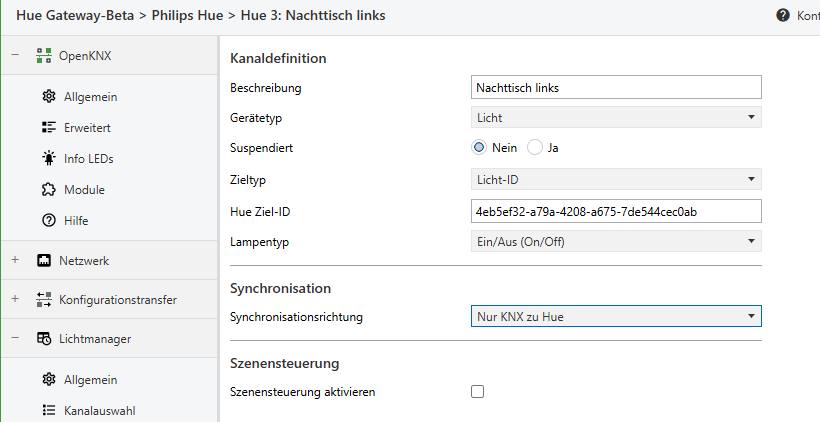 Hue Gateway-Beta > Philips Hue > Hue 3: Nachttisch links
? Kont
− OpenKNX
Allgemein
Erweitert
Info LEDs
Module
Hilfe
+ Netzwerk
+ Konfigurationstransfer
− Lichtmanager
Allgemein
Kanalauswahl
Kanaldefinition
Beschreibung Nachttisch links
Gerätetyp Licht
Suspendiert Nein Ja
Zieltyp Licht-ID
Hue Ziel-ID 4eb5ef32-a79a-4208-a675-7de544cec0ab
Lampentyp Ein/Aus (On/Off)
Synchronisation
Synchronisationsrichtung Nur KNX zu Hue
Szenensteuerung
Szenensteuerung aktivieren